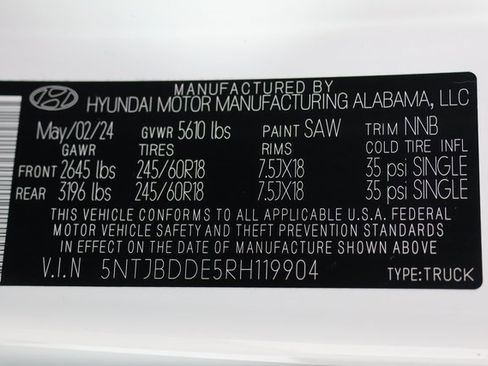 MANUFACTURED BY
HYUNDAI MOTOR MANUFACTURING ALABAMA, LLC
May/02/24 GVWR 5610 lbs PAINT SAW TRIM NNB
GAWR TIRES RIMS COLD TIRE INFL
FRONT 2645 lbs 245/60R18 7.5JX18 35 psi SINGLE
REAR 3196 lbs 245/60R18 7.5JX18 35 psi SINGLE
THIS VEHICLE CONFORMS TO ALL APPLICABLE U.S.A. FEDERAL
MOTOR VEHICLE SAFETY AND THEFT PREVENTION STANDARDS
IN EFFECT ON THE DATE OF MANUFACTURE SHOWN ABOVE
V.I.N 5NTJBDDE5RH119904 TYPE:TRUCK